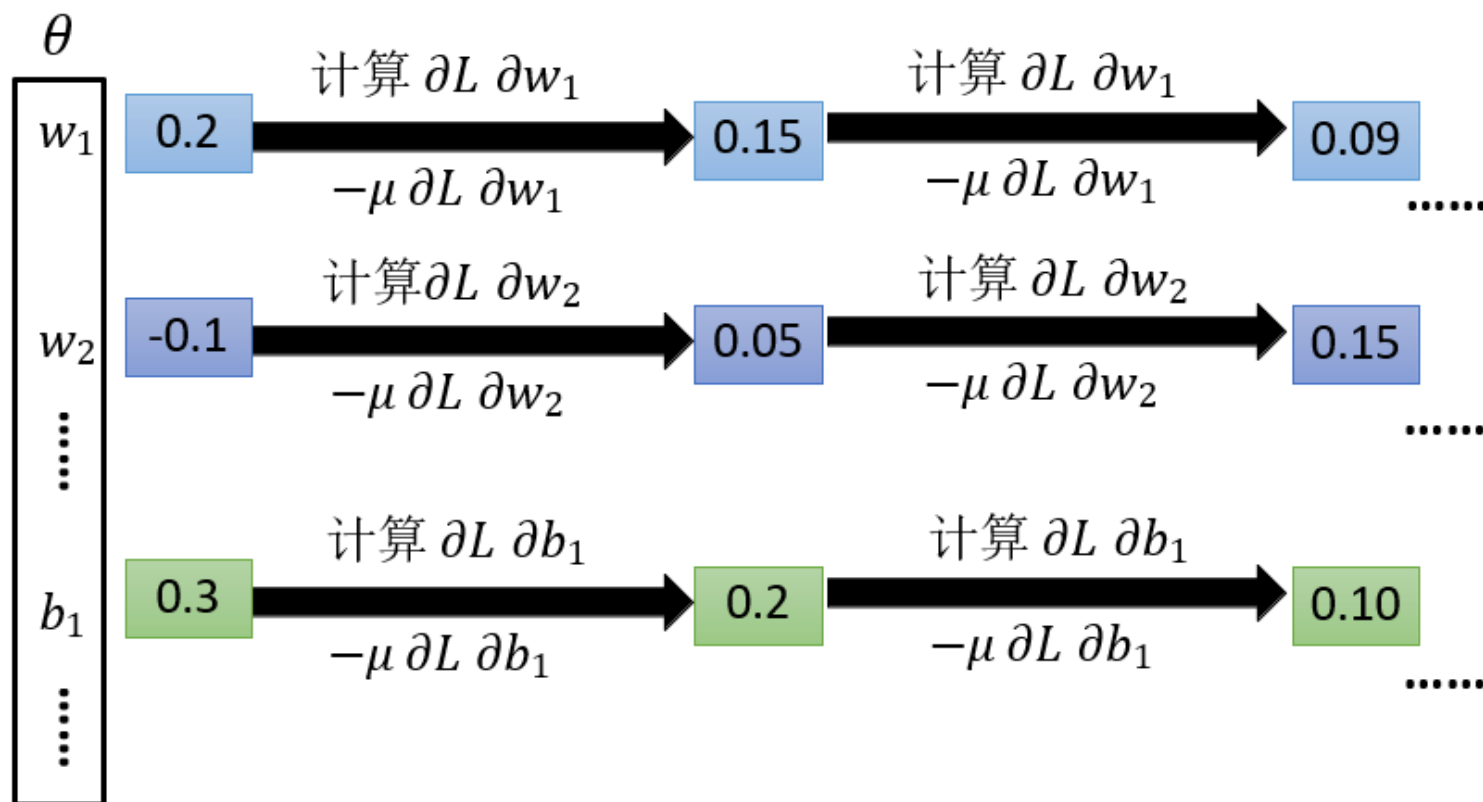 θ
w₁ 0.2 计算 ∂L ∂w₁ 0.15 计算 ∂L ∂w₁ 0.09
−μ ∂L ∂w₁ −μ ∂L ∂w₁ ……
w₂ -0.1 计算∂L ∂w₂ 0.05 计算 ∂L ∂w₂ 0.15
−μ ∂L ∂w₂ −μ ∂L ∂w₂
…… ……
b₁ 0.3 计算 ∂L ∂b₁ 0.2 计算 ∂L ∂b₁ 0.10
−μ ∂L ∂b₁ −μ ∂L ∂b₁
…… ……